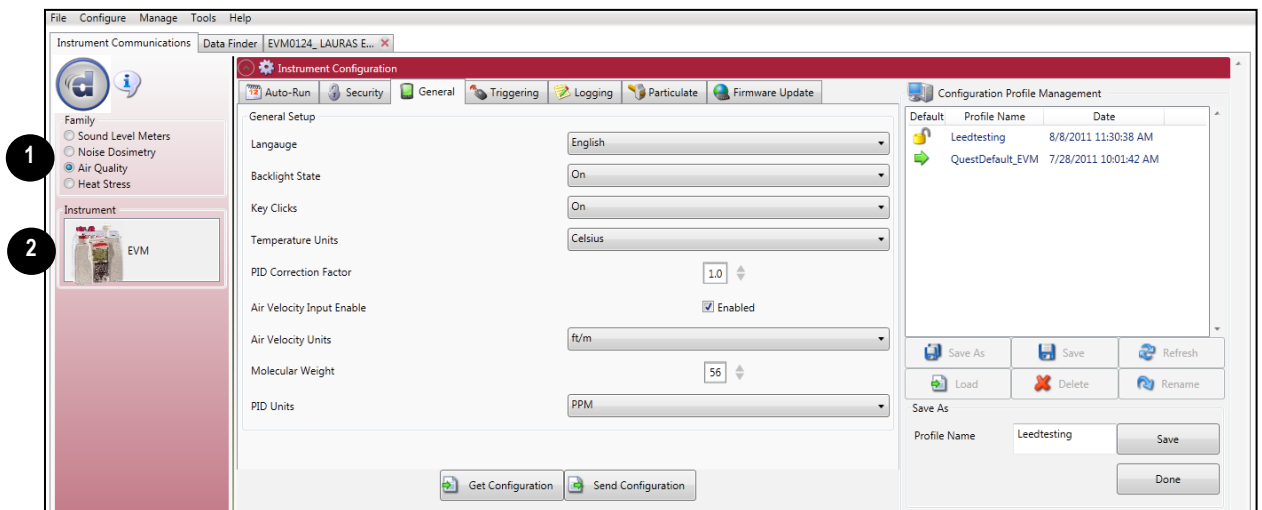 File Configure Manage Tools Help
Instrument Communications Data Finder EVM0124_ LAURAS E...
Instrument Configuration
Auto-Run Security General Triggering Logging Particulate Firmware Update
Configuration Profile Management
Family
Sound Level Meters
Noise Dosimetry
Air Quality
Heat Stress
1
Instrument
EVM
2
General Setup
Langauge English
Backlight State On
Key Clicks On
Temperature Units Celsius
PID Correction Factor 1.0
Air Velocity Input Enable Enabled
Air Velocity Units ft/m
Molecular Weight 56
PID Units PPM
Get Configuration Send Configuration
Default Profile Name Date
Leedtesting 8/8/2011 11:30:38 AM
QuestDefault_EVM 7/28/2011 10:01:42 AM
Save As Save Refresh
Load Delete Rename
Save As
Profile Name Leedtesting Save
Done